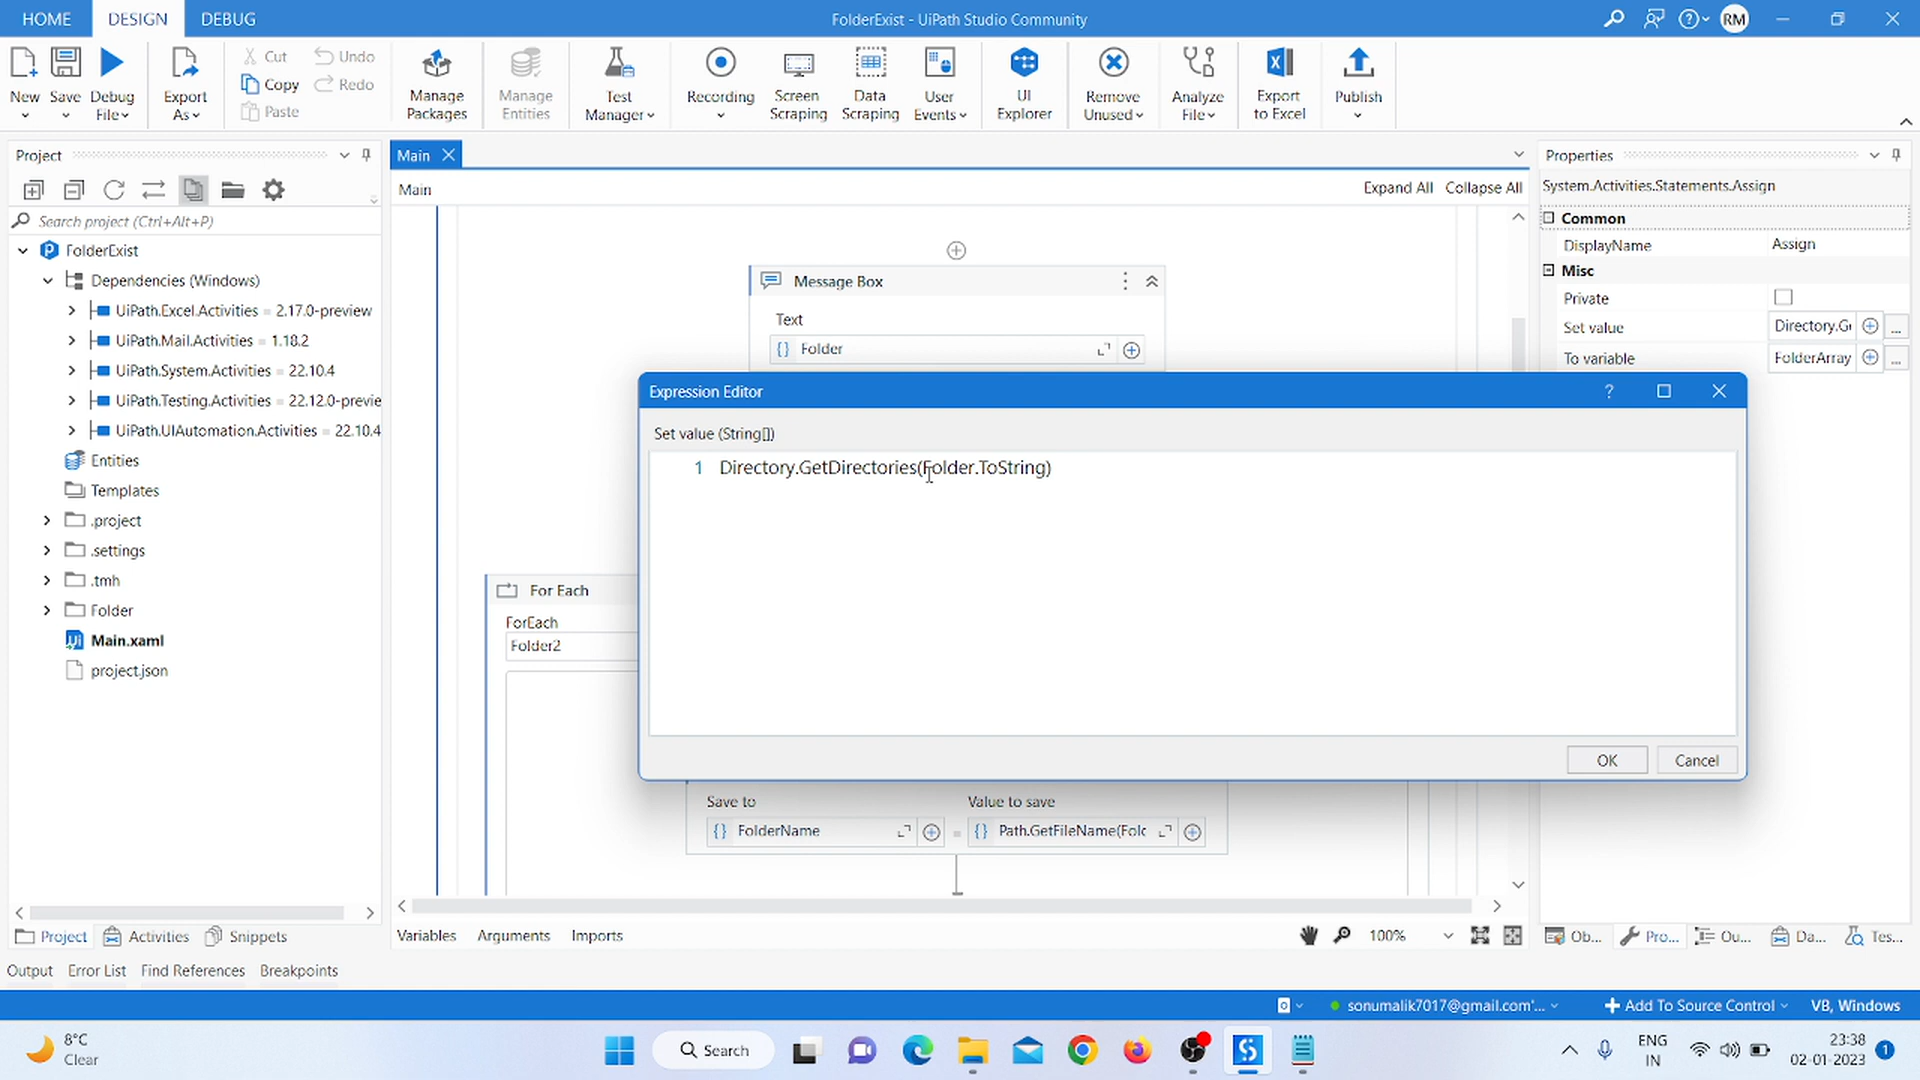 HOME DESIGN DEBUG FolderExist - UiPath Studio Community RM
New Save Debug File Export As Cut Copy Paste Undo Redo Manage Packages Manage Entities Test Manager Recording Screen Scraping Data Scraping User Events UI Explorer Remove Unused Analyze File Export to Excel Publish
Project
Search project (Ctrl+Alt+P)
FolderExist
Dependencies (Windows)
UiPath.Excel.Activities = 2.17.0-preview
UiPath.Mail.Activities = 1.18.2
UiPath.System.Activities = 22.10.4
UiPath.Testing.Activities = 22.12.0-previe
UiPath.UIAutomation.Activities = 22.10.4
Entities
Templates
.project
.settings
.tmh
Folder
Main.xaml
project.json
Project Activities Snippets
Main
Main Expand All Collapse All
Message Box
Text
Folder
For Each
ForEach
Folder2
Expression Editor ?
Set value (String[])
1 Directory.GetDirectories(Folder.ToString)
OK Cancel
Save to Value to save
FolderName = Path.GetFileName(Folc
Variables Arguments Imports 100%
Properties
System.Activities.Statements.Assign
Common
DisplayName Assign
Misc
Private
Set value Directory.G
To variable FolderArray
Ob... Pro... Ou... Da... Tes...
Output Error List Find References Breakpoints
sonumalik7017@gmail.com'... Add To Source Control VB, Windows
8°C
Clear
Search
ENG
IN
23:38
02-01-2023
1